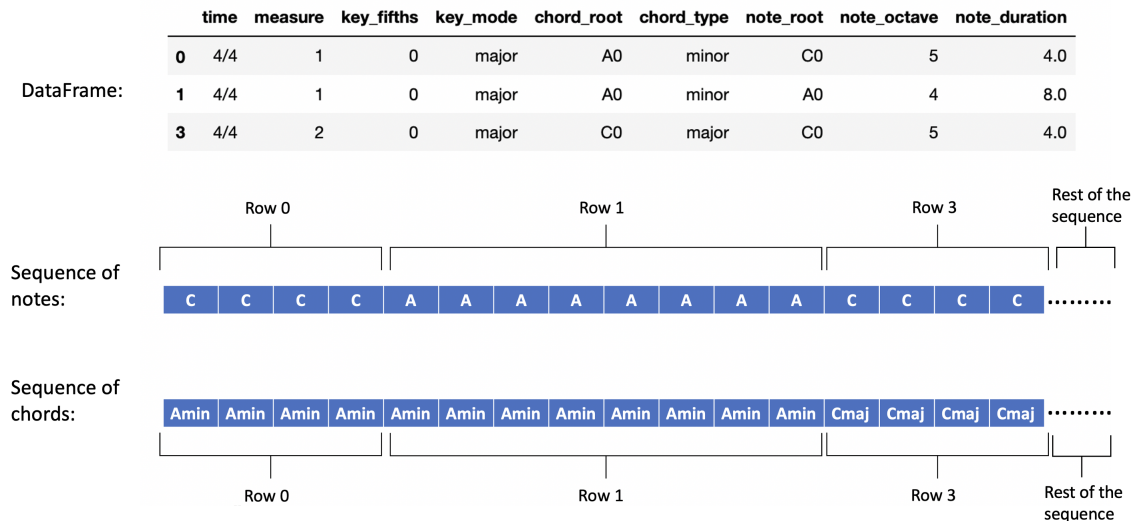 time measure key_fifths key_mode chord_root chord_type note_root note_octave note_duration
0 4/4 1 0 major A0 minor C0 5 4.0
DataFrame:
1 4/4 1 0 major A0 minor A0 4 8.0
3 4/4 2 0 major C0 major C0 5 4.0
Row 0 Row 1 Row 3 Rest of the
sequence
Sequence of
notes:
C C C C A A A A A A A A C C C C ·········
Sequence of
chords:
Amin Amin Amin Amin Amin Amin Amin Amin Amin Amin Amin Amin Cmaj Cmaj Cmaj Cmaj ·········
Row 0 Row 1 Row 3 Rest of the
sequence